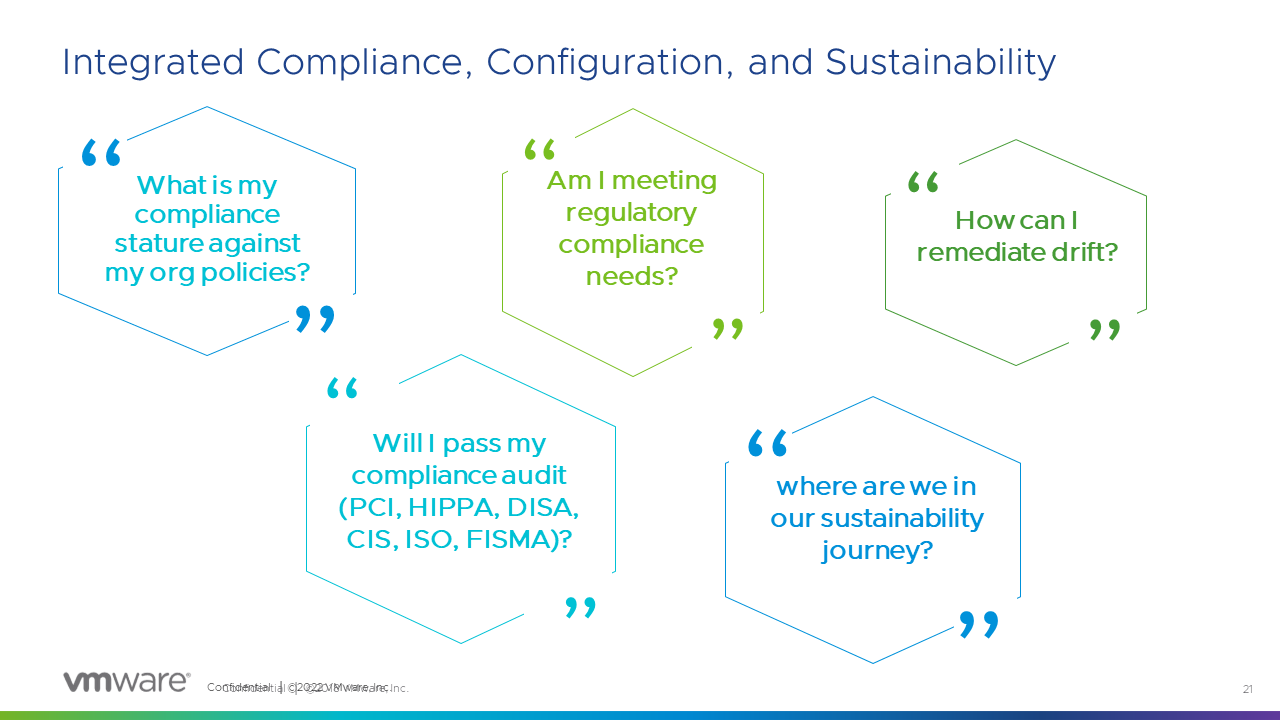 Integrated Compliance, Configuration, and Sustainability
“
What is my
compliance
stature against
my org policies?
”
“
Am I meeting
regulatory
compliance
needs?
”
“
How can I
remediate drift?
”
“
Will I pass my
compliance audit
(PCI, HIPPA, DISA,
CIS, ISO, FISMA)?
”
“
where are we in
our sustainability
journey?
”
vmware®
Confidential | ©2022 VMware, Inc.
21